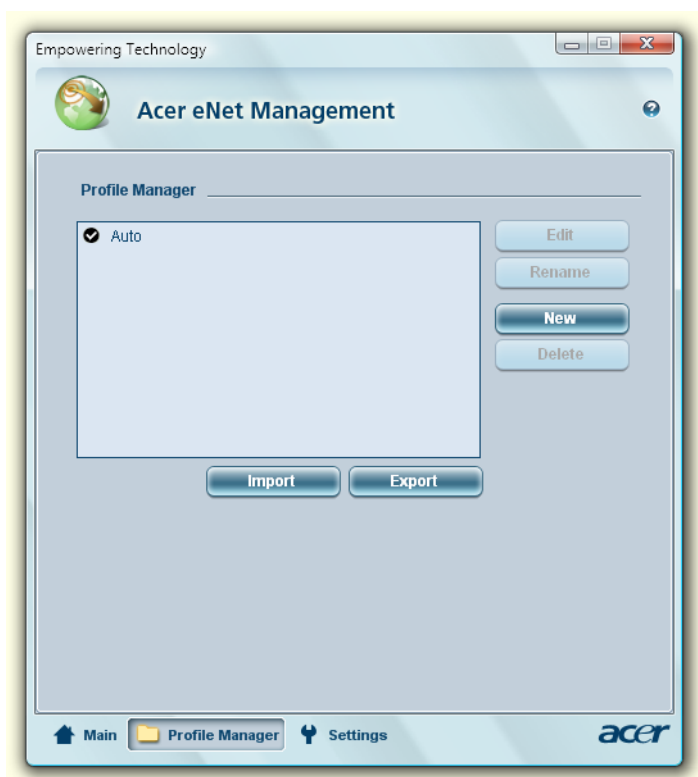 Empowering Technology
Acer eNet Management
Profile Manager
Auto
Edit
Rename
New
Delete
Import
Export
Main
Profile Manager
Settings
acer